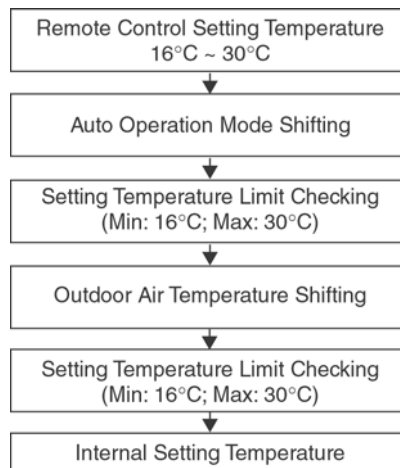 Remote Control Setting Temperature
16°C ~ 30°C
Auto Operation Mode Shifting
Setting Temperature Limit Checking
(Min: 16°C; Max: 30°C)
Outdoor Air Temperature Shifting
Setting Temperature Limit Checking
(Min: 16°C; Max: 30°C)
Internal Setting Temperature